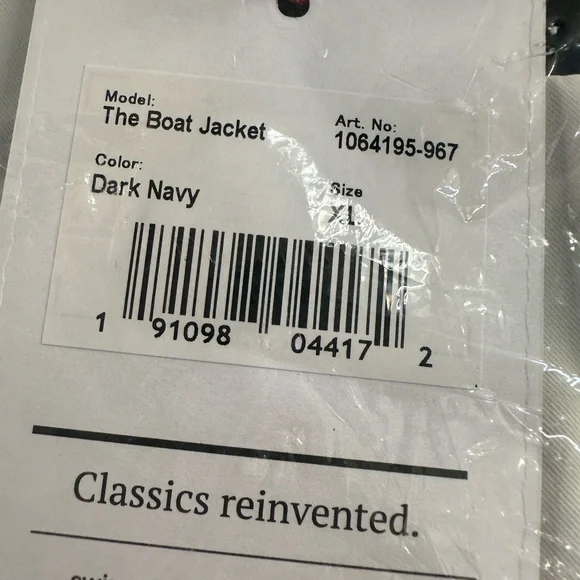 Model:
The Boat Jacket
Art. No:
1064195-967
Color:
Dark Navy
Size
XL
1 91098 04417 2
Classics reinvented.